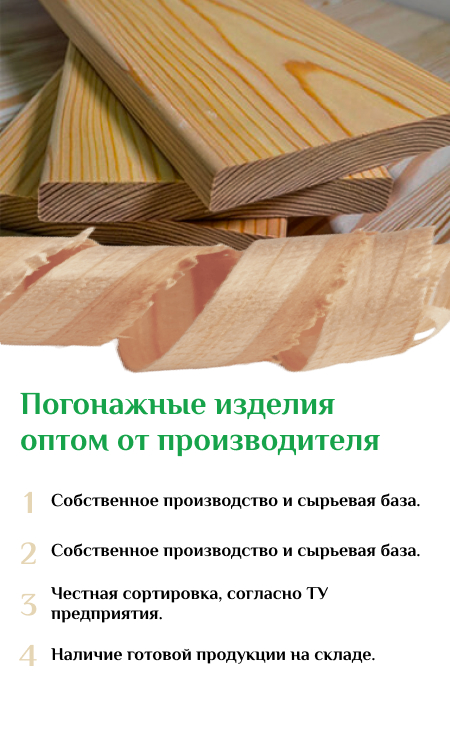 Погонажные изделия
оптом от производителя
1 Собственное производство и сырьевая база.
2 Собственное производство и сырьевая база.
3 Честная сортировка, согласно ТУ
предприятия.
4 Наличие готовой продукции на складе.